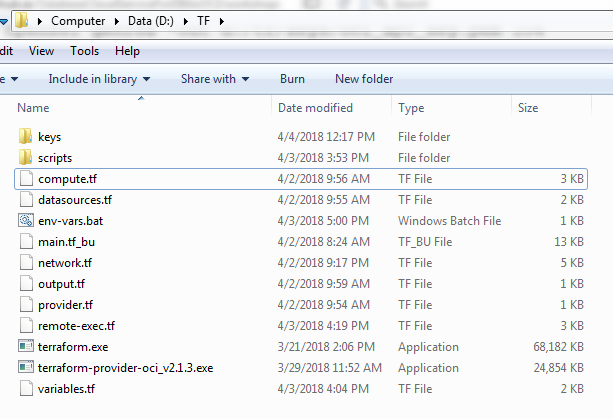 Computer ▸ Data (D:) ▸ TF ▸
dit View Tools Help
e ▾ Include in library ▾ Share with ▾ Burn New folder
Name Date modified Type Size
keys 4/4/2018 12:17 PM File folder
scripts 4/3/2018 3:53 PM File folder
compute.tf 4/2/2018 9:56 AM TF File 3 KB
datasources.tf 4/2/2018 9:55 AM TF File 2 KB
env-vars.bat 4/3/2018 5:00 PM Windows Batch File 1 KB
main.tf_bu 4/2/2018 8:24 AM TF_BU File 13 KB
network.tf 4/2/2018 9:17 PM TF File 5 KB
output.tf 4/2/2018 9:59 AM TF File 1 KB
provider.tf 4/2/2018 9:54 AM TF File 1 KB
remote-exec.tf 4/3/2018 4:19 PM TF File 3 KB
terraform.exe 3/21/2018 2:06 PM Application 68,182 KB
terraform-provider-oci_v2.1.3.exe 3/29/2018 11:52 AM Application 24,854 KB
variables.tf 4/3/2018 4:04 PM TF File 2 KB